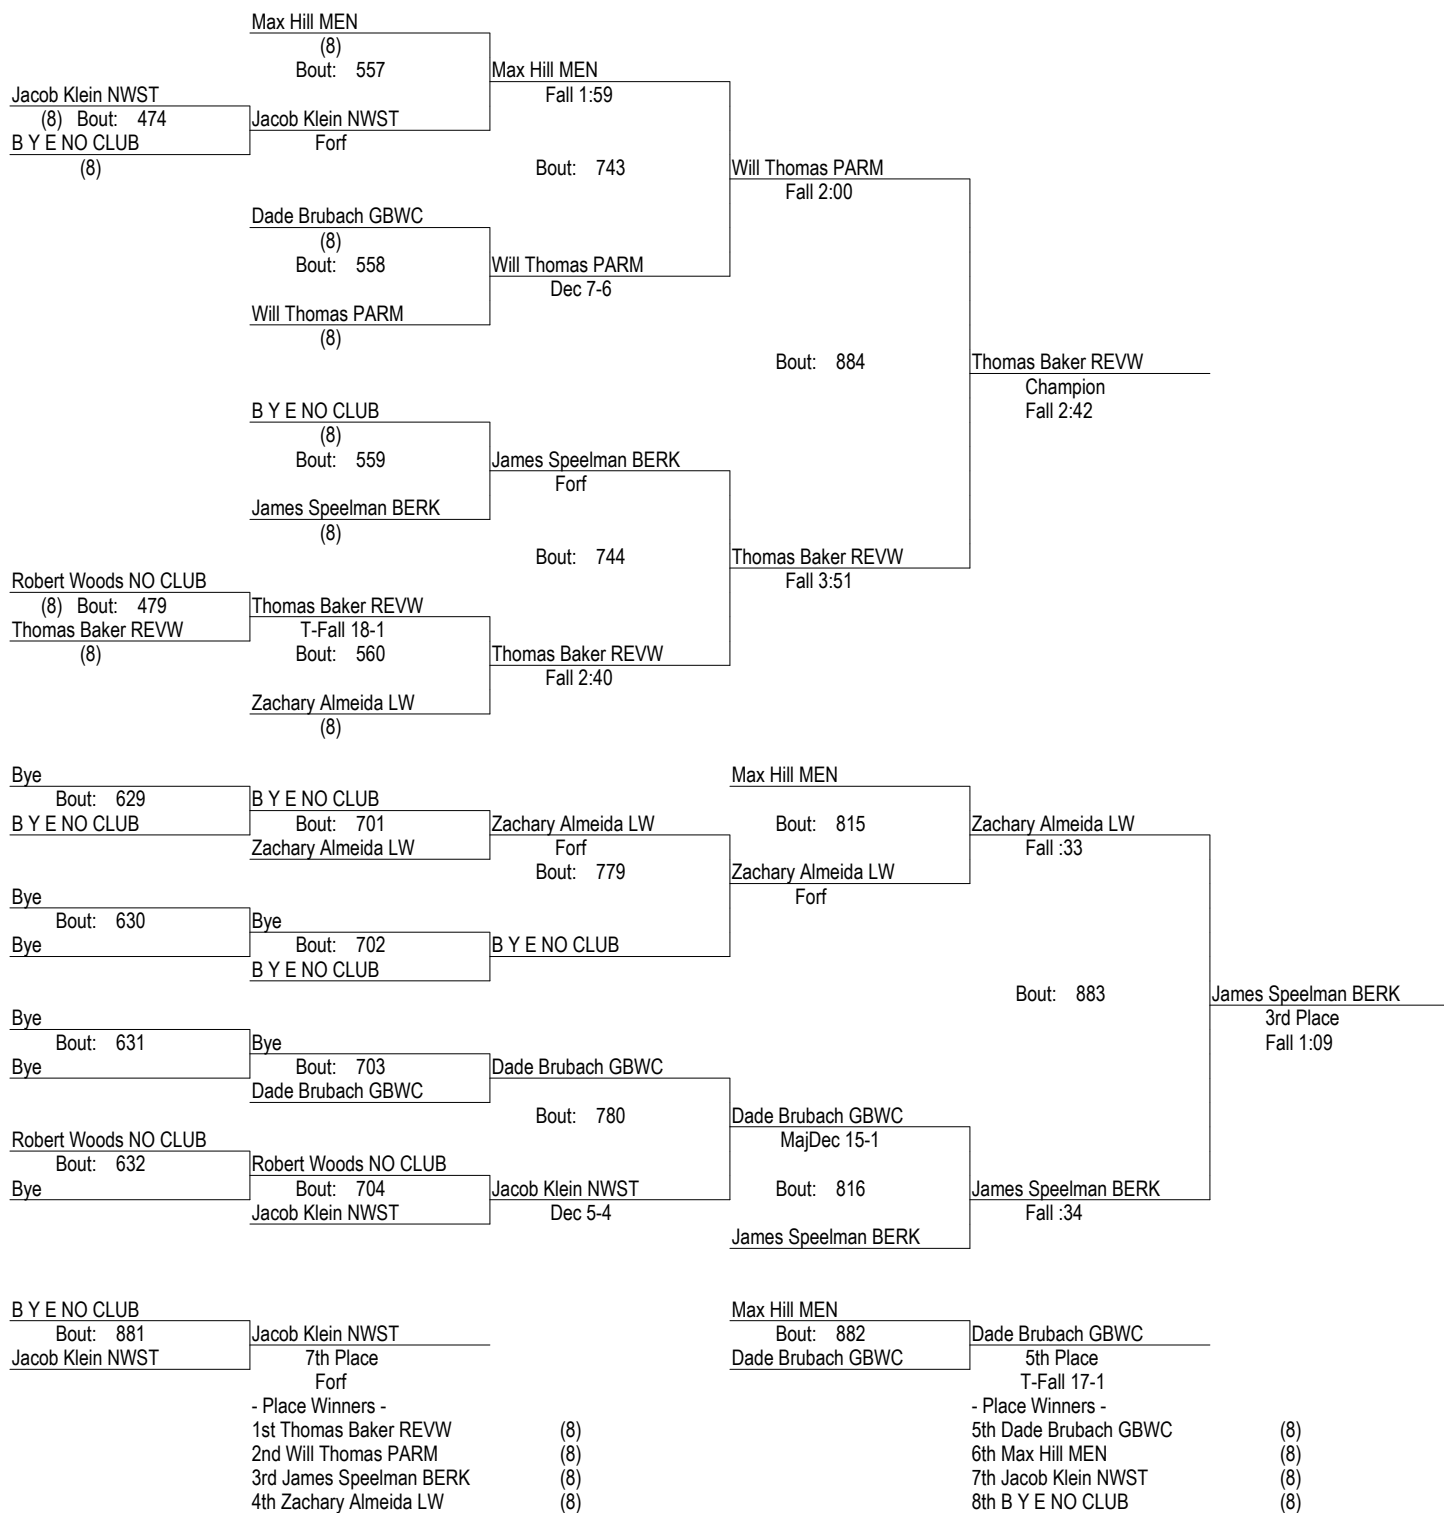 Max Hill MEN
(8)
Bout: 557
Max Hill MEN
Fall 1:59
Jacob Klein NWST
(8) Bout: 474
Jacob Klein NWST
Forf
B Y E NO CLUB
(8)
Bout: 743
Will Thomas PARM
Fall 2:00
Dade Brubach GBWC
(8)
Bout: 558
Will Thomas PARM
Dec 7-6
Will Thomas PARM
(8)
Bout: 884
Thomas Baker REVW
Champion
Fall 2:42
B Y E NO CLUB
(8)
Bout: 559
James Speelman BERK
Forf
James Speelman BERK
(8)
Bout: 744
Thomas Baker REVW
Fall 3:51
Robert Woods NO CLUB
(8) Bout: 479
Thomas Baker REVW
T-Fall 18-1
Thomas Baker REVW
(8)
Bout: 560
Thomas Baker REVW
Fall 2:40
Zachary Almeida LW
(8)
Bye
Bout: 629
B Y E NO CLUB
B Y E NO CLUB
Bout: 701
Zachary Almeida LW
Zachary Almeida LW
Forf
Bout: 779
Max Hill MEN
Bout: 815
Zachary Almeida LW
Fall :33
Zachary Almeida LW
Forf
Bye
Bout: 630
Bye
Bye
Bout: 702
B Y E NO CLUB
B Y E NO CLUB
Bout: 883
James Speelman BERK
3rd Place
Fall 1:09
Bye
Bout: 631
Bye
Bye
Bout: 703
Dade Brubach GBWC
Dade Brubach GBWC
Bout: 780
Dade Brubach GBWC
MajDec 15-1
Robert Woods NO CLUB
Bout: 632
Bye
Robert Woods NO CLUB
Bout: 704
Jacob Klein NWST
Jacob Klein NWST
Dec 5-4
Bout: 816
James Speelman BERK
Fall :34
James Speelman BERK
B Y E NO CLUB
Bout: 881
Jacob Klein NWST
Jacob Klein NWST
7th Place
Forf
Max Hill MEN
Bout: 882
Dade Brubach GBWC
Dade Brubach GBWC
5th Place
T-Fall 17-1
- Place Winners -
1st Thomas Baker REVW (8)
2nd Will Thomas PARM (8)
3rd James Speelman BERK (8)
4th Zachary Almeida LW (8)
- Place Winners -
5th Dade Brubach GBWC (8)
6th Max Hill MEN (8)
7th Jacob Klein NWST (8)
8th B Y E NO CLUB (8)